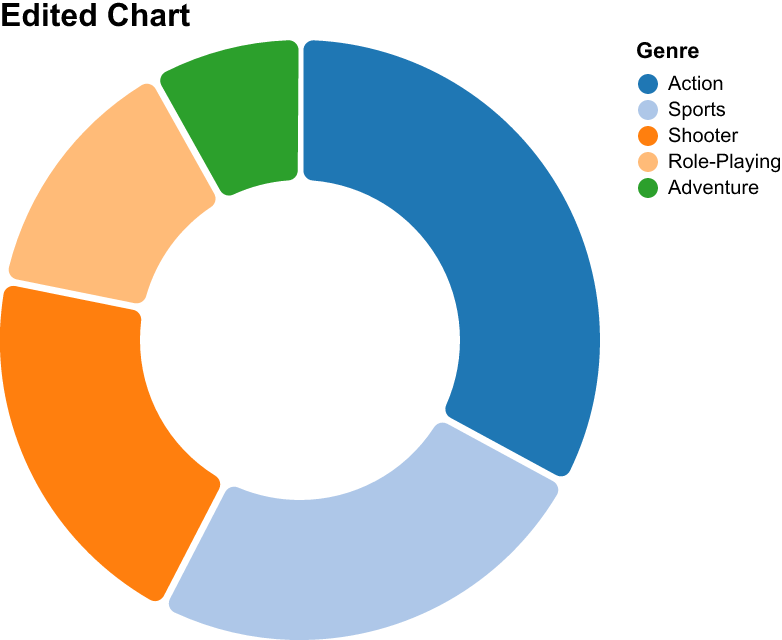 Edited Chart
Genre
Action
Sports
Shooter
Role-Playing
Adventure